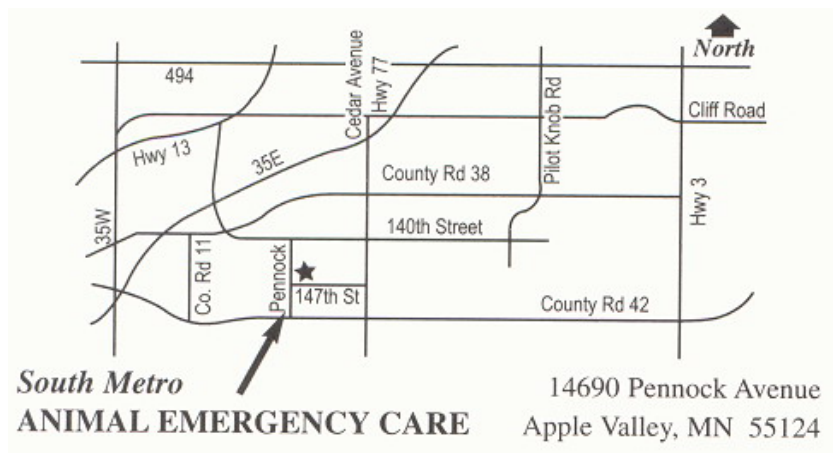 North
494
Cedar Avenue
Hwy 77
Pilot Knob Rd
Cliff Road
Hwy 13
35E
County Rd 38
Hwy 3
35W
140th Street
Co. Rd 11
Pennock
147th St
County Rd 42
South Metro
ANIMAL EMERGENCY CARE
14690 Pennock Avenue
Apple Valley, MN 55124